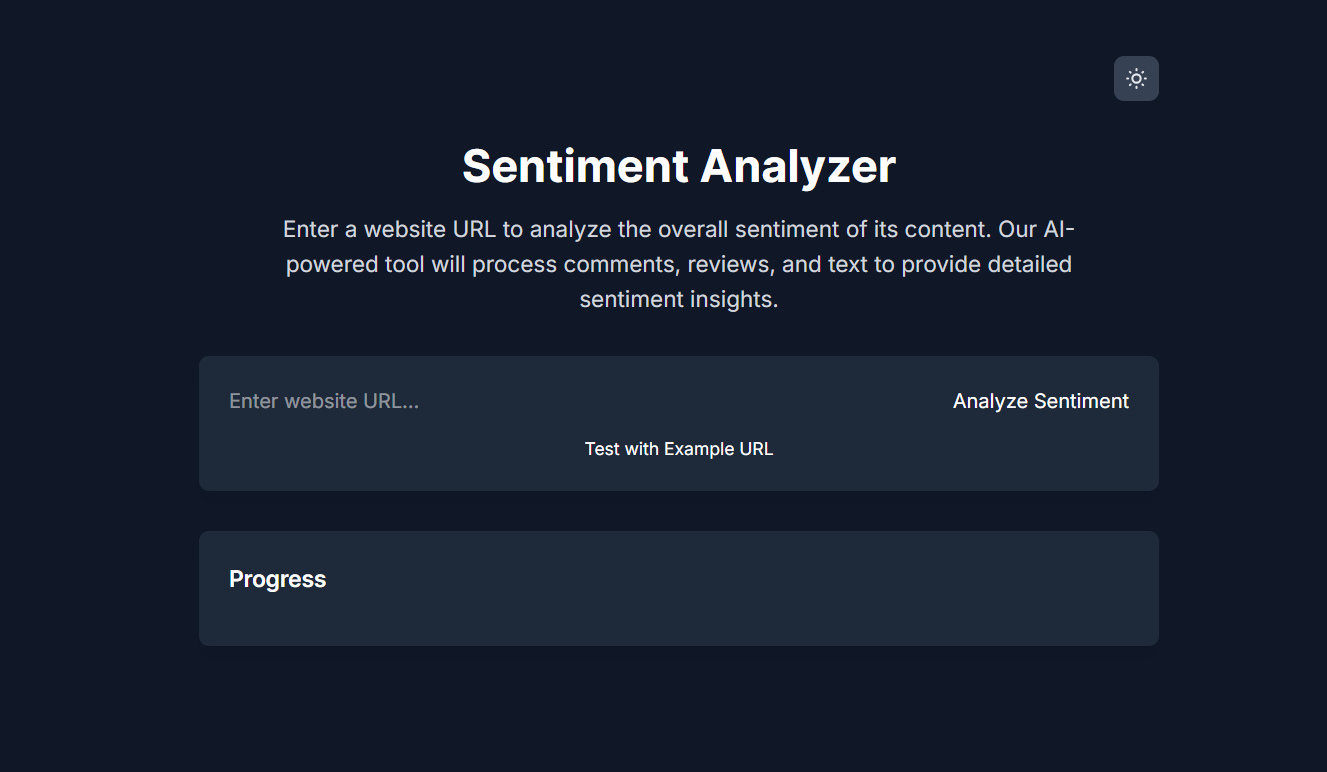 Sentiment Analyzer
Enter a website URL to analyze the overall sentiment of its content. Our AI-
powered tool will process comments, reviews, and text to provide detailed
sentiment insights.
Enter website URL...
Analyze Sentiment
Test with Example URL
Progress